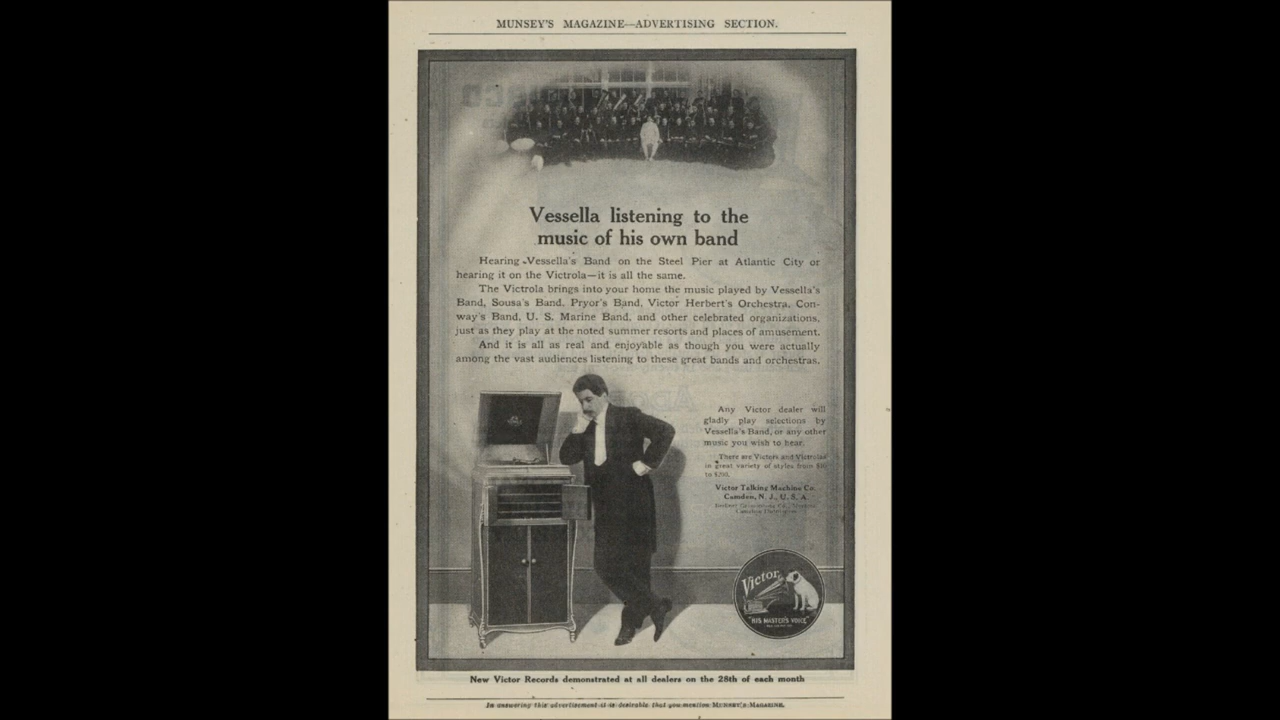 MUNSEY'S MAGAZINE—ADVERTISING SECTION.
Vessella listening to the
music of his own band
Hearing Vessella's Band on the Steel Pier at Atlantic City or
hearing it on the Victrola—it is all the same.
The Victrola brings into your home the music played by Vessella's
Band, Sousa's Band, Pryor's Band, Victor Herbert's Orchestra, Con-
way's Band, U. S. Marine Band, and other celebrated organizations,
just as they play at the noted summer resorts and places of amusement.
And it is all as real and enjoyable as though you were actually
among the vast audiences listening to these great bands and orchestras.
Any Victor dealer will
gladly play selections by
Vessella's Band, or any other
music you wish to hear.
There are Victors and Victrolas
in great variety of styles from $10
to $200.
Victor Talking Machine Co.
Camden, N. J., U. S. A.
Berliner Gramophone Co., Montreal
Canadian Distributors
Victor
"HIS MASTER'S VOICE"
New Victor Records demonstrated at all dealers on the 28th of each month
In answering this advertisement it is desirable that you mention MUNSEY'S MAGAZINE.